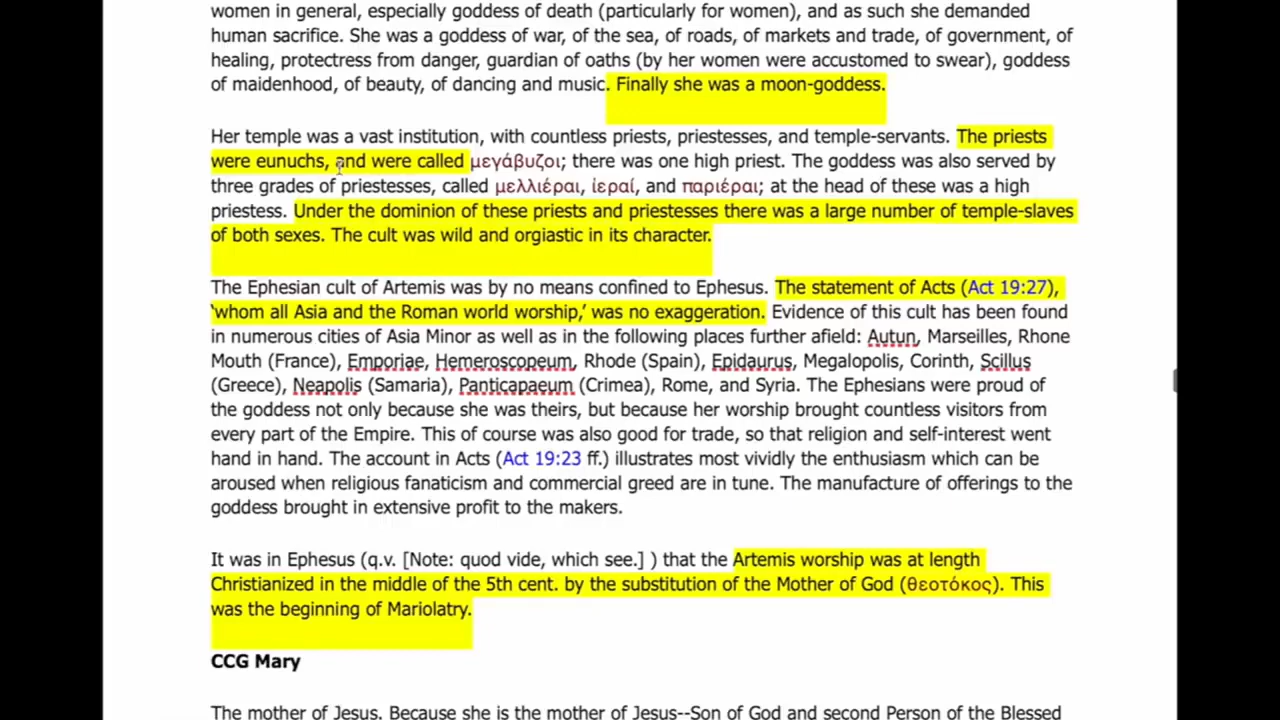 women in general, especially goddess of death (particularly for women), and as such she demanded
human sacrifice. She was a goddess of war, of the sea, of roads, of markets and trade, of government, of
healing, protectress from danger, guardian of oaths (by her women were accustomed to swear), goddess
of maidenhood, of beauty, of dancing and music. Finally she was a moon-goddess.
Her temple was a vast institution, with countless priests, priestesses, and temple-servants. The priests
were eunuchs, and were called μεγάβυζοι; there was one high priest. The goddess was also served by
three grades of priestesses, called μελλιέραι, ἱεραί, and παριέραι; at the head of these was a high
priestess. Under the dominion of these priests and priestesses there was a large number of temple-slaves
of both sexes. The cult was wild and orgiastic in its character.
The Ephesian cult of Artemis was by no means confined to Ephesus. The statement of Acts (Act 19:27),
‘whom all Asia and the Roman world worship,’ was no exaggeration. Evidence of this cult has been found
in numerous cities of Asia Minor as well as in the following places further afield: Autun, Marseilles, Rhone
Mouth (France), Emporiae, Hemeroscopeum, Rhode (Spain), Epidaurus, Megalopolis, Corinth, Scillus
(Greece), Neapolis (Samaria), Panticapaeum (Crimea), Rome, and Syria. The Ephesians were proud of
the goddess not only because she was theirs, but because her worship brought countless visitors from
every part of the Empire. This of course was also good for trade, so that religion and self-interest went
hand in hand. The account in Acts (Act 19:23 ff.) illustrates most vividly the enthusiasm which can be
aroused when religious fanaticism and commercial greed are in tune. The manufacture of offerings to the
goddess brought in extensive profit to the makers.
It was in Ephesus (q.v. [Note: quod vide, which see.] ) that the Artemis worship was at length
Christianized in the middle of the 5th cent. by the substitution of the Mother of God (θεοτόκος). This
was the beginning of Mariolatry.
CCG Mary
The mother of Jesus. Because she is the mother of Jesus--Son of God and second Person of the Blessed